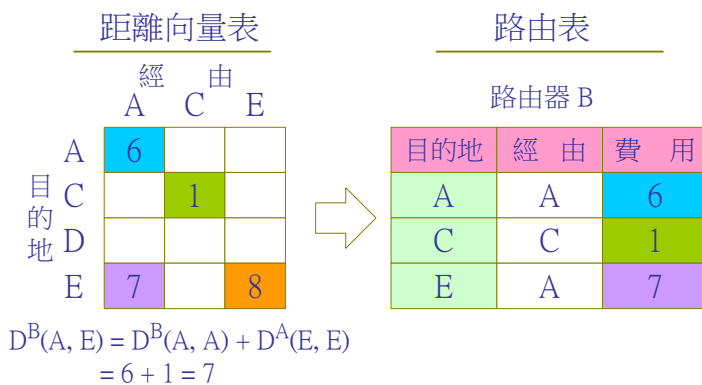 距離向量表
經 由
A C E
目的地
A 6
C 1
D
E 7 8
D^B(A, E) = D^B(A, A) + D^A(E, E)
= 6 + 1 = 7
路由表
路由器 B
目的地 經 由 費 用
A A 6
C C 1
E A 7